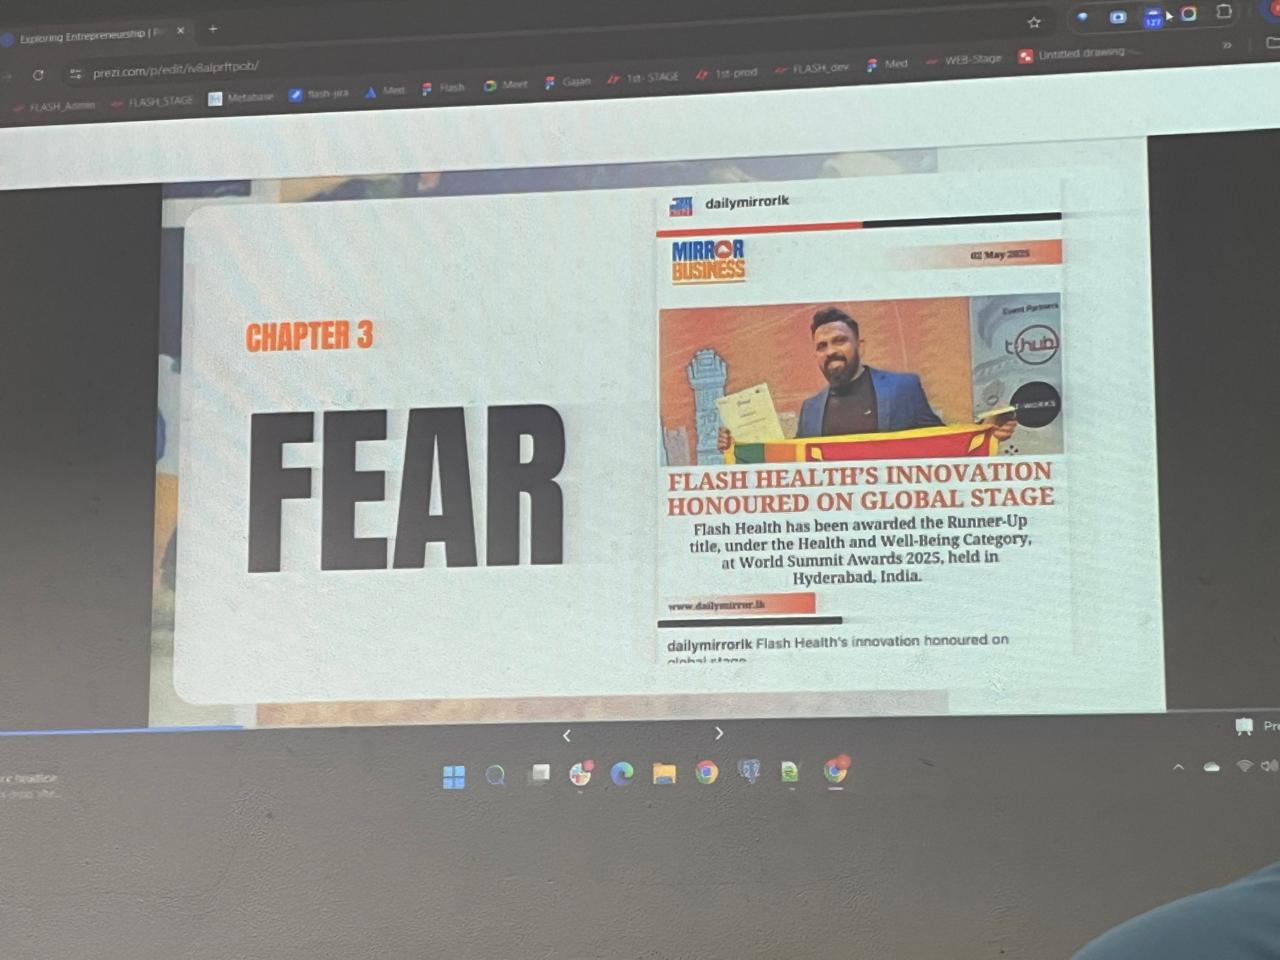 Exploring Entrepreneurship |
prezi.com/p/edit/iv8alprftpob/
127
FLASH_Admin
FLASH_STAGE
Metabase
flash-jira
Med
Flash
Meet
Gajan
1st- STAGE
1st-prod
FLASH_dev
Med
WEB-Stage
Untitled drawing
dailymirrorlk
MIRROR
BUSINESS
02 May 2025
Event Partners
t-hub
T-WORKS
CHAPTER 3
FEAR
FLASH HEALTH'S INNOVATION
HONOURED ON GLOBAL STAGE
Flash Health has been awarded the Runner-Up
title, under the Health and Well-Being Category,
at World Summit Awards 2025, held in
Hyderabad, India.
www.dailymirror.lk
dailymirrorlk Flash Health's innovation honoured on
global stage